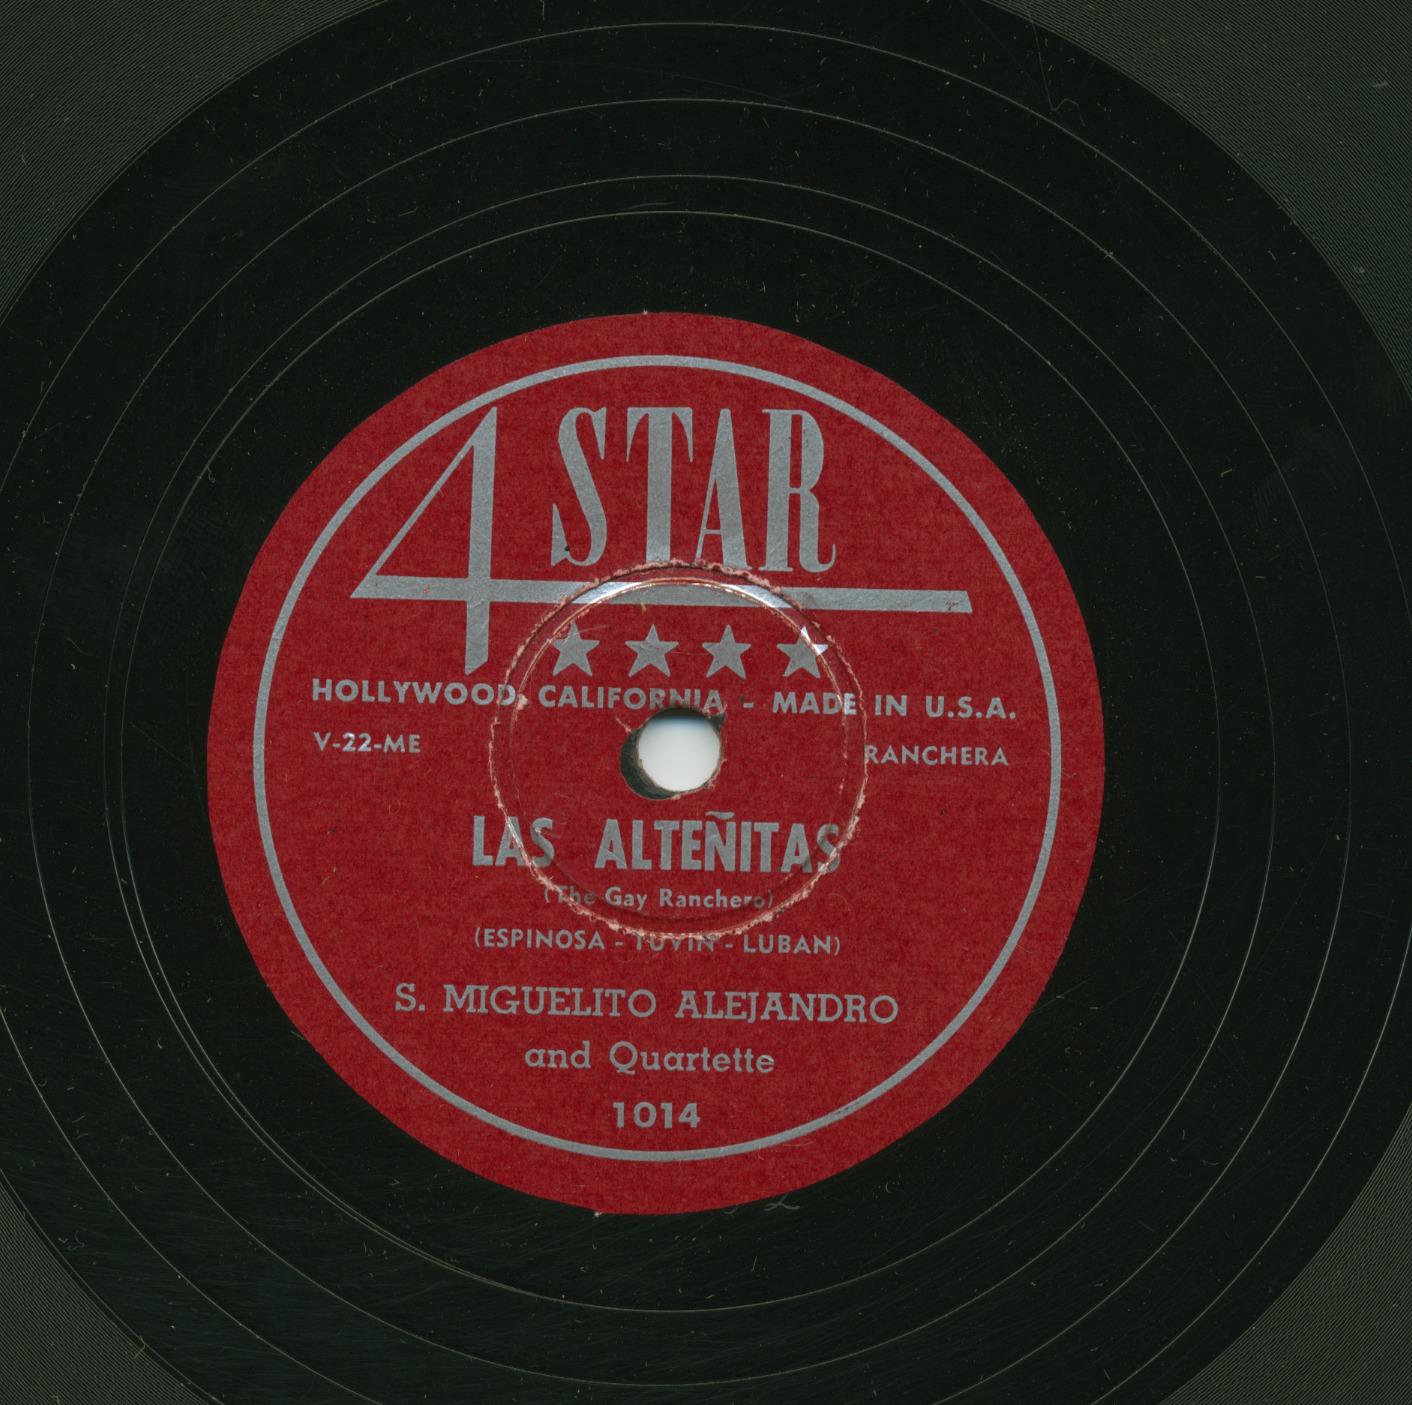 4 STAR
HOLLYWOOD, CALIFORNIA - MADE IN U.S.A.
V-22-ME
RANCHERA
LAS ALTEÑITAS
(The Gay Ranchero)
(ESPINOSA - TUVIN - LUBAN)
S. MIGUELITO ALEJANDRO
and Quartette
1014